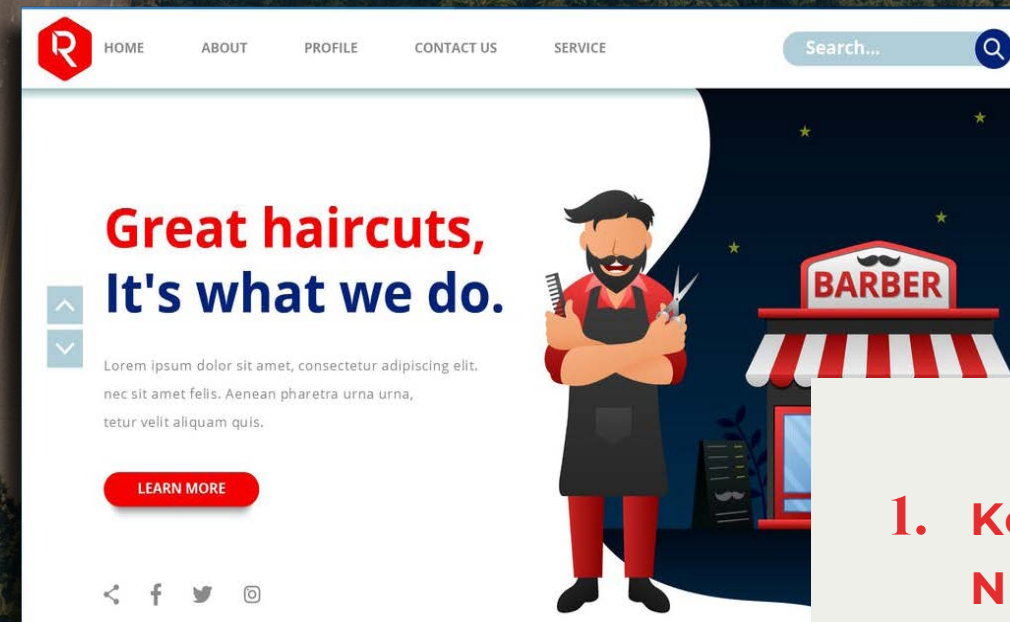 R
HOME ABOUT PROFILE CONTACT US SERVICE Search...
Great haircuts,
It's what we do.
BARBER
Lorem ipsum dolor sit amet, consectetur adipiscing elit.
nec sit amet felis. Aenean pharetra urna urna,
tetur velit aliquam quis.
LEARN MORE
1.